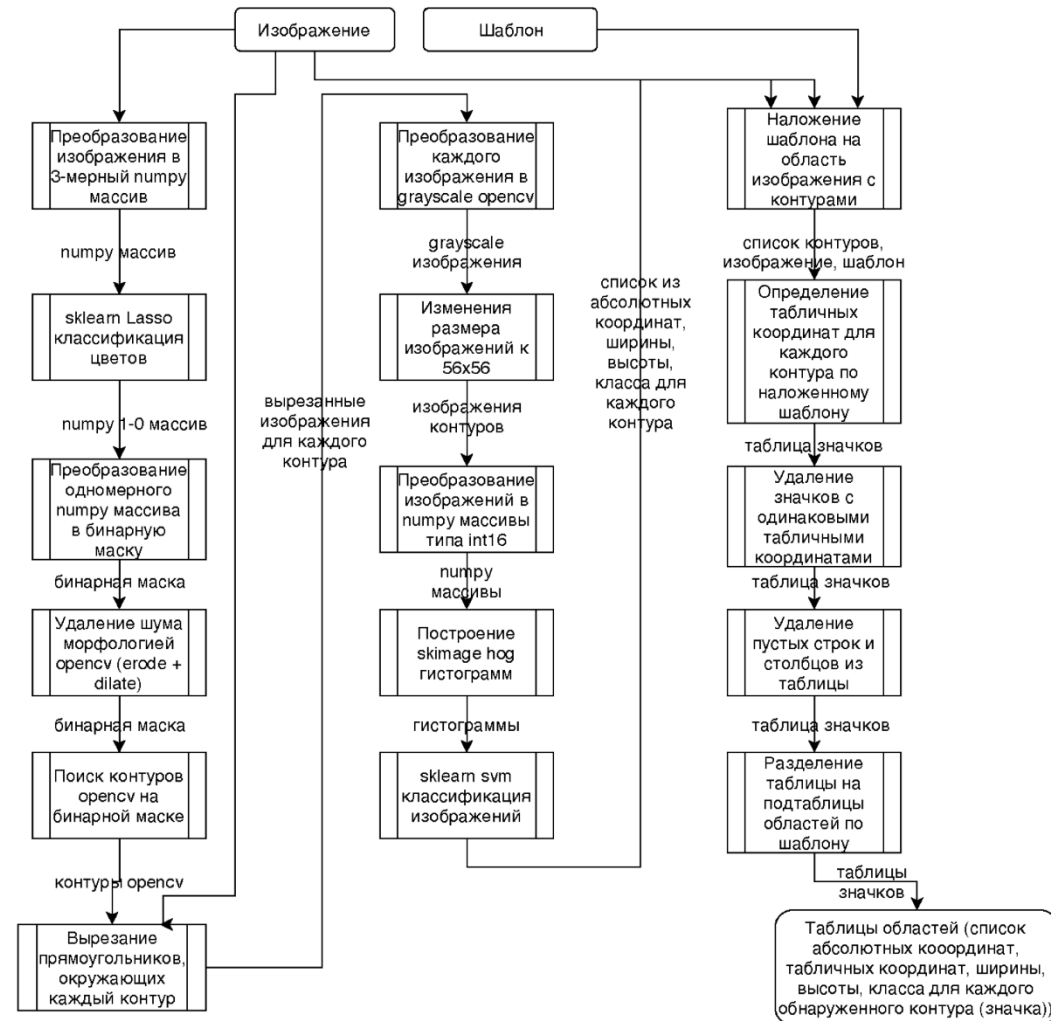 Изображение
Шаблон
Преобразование
изображения в
3-мерный numpy
массив
numpy массив
sklearn Lasso
классификация
цветов
numpy 1-0 массив
Преобразование
одномерного
numpy массива
в бинарную
маску
бинарная маска
Удаление шума
морфологией
opencv (erode +
dilate)
бинарная маска
Поиск контуров
opencv на
бинарной маске
контуры opencv
Вырезание
прямоугольников,
окружающих
каждый контур
вырезанные
изображения
для каждого
контура
Преобразование
каждого
изображения в
grayscale opencv
grayscale
изображения
Изменения
размера
изображений к
56x56
изображения
контуров
Преобразование
изображений в
numpy массивы
типа int16
numpy
массивы
Построение
skimage hog
гистограмм
гистограммы
sklearn svm
классификация
изображений
список из
абсолютных
координат,
ширины,
высоты,
класса для
каждого
контура
Наложение
шаблона на
область
изображения с
контурами
список контуров,
изображение, шаблон
Определение
табличных
координат для
каждого
контура по
наложенному
шаблону
таблица значков
Удаление
значков с
одинаковыми
табличными
координатами
таблица значков
Удаление
пустых строк и
столбцов из
таблицы
таблица значков
Разделение
таблицы на
подтаблицы
областей по
шаблону
таблицы
значков
Таблицы областей (список
абсолютных кооординат,
табличных координат, ширины,
высоты, класса для каждого
обнаруженного контура (значка))